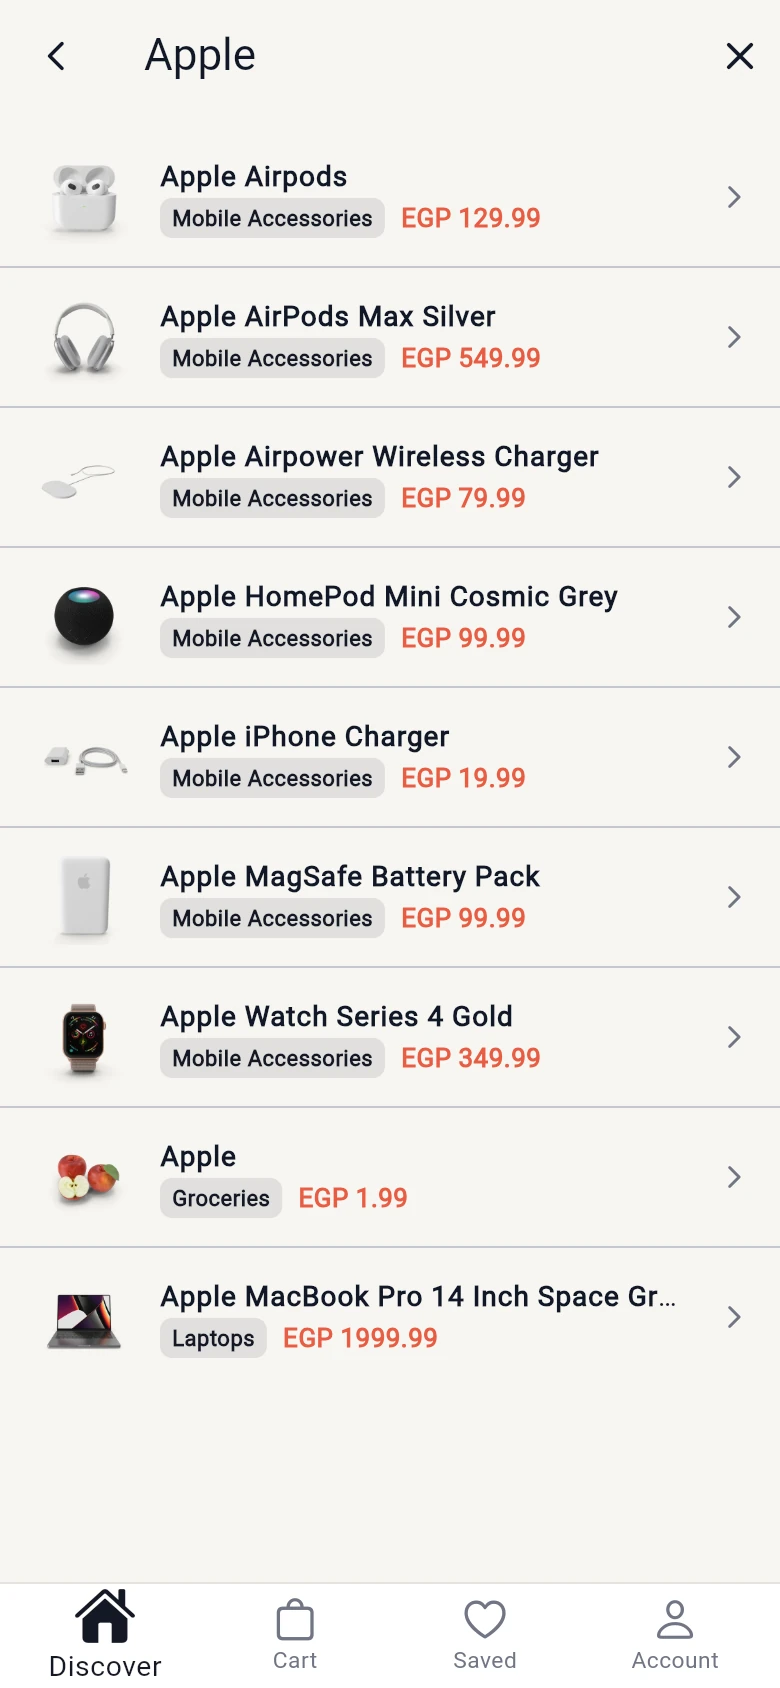 Apple
Apple Airpods
Mobile Accessories EGP 129.99
Apple AirPods Max Silver
Mobile Accessories EGP 549.99
Apple Airpower Wireless Charger
Mobile Accessories EGP 79.99
Apple HomePod Mini Cosmic Grey
Mobile Accessories EGP 99.99
Apple iPhone Charger
Mobile Accessories EGP 19.99
Apple MagSafe Battery Pack
Mobile Accessories EGP 99.99
Apple Watch Series 4 Gold
Mobile Accessories EGP 349.99
Apple
Groceries EGP 1.99
Apple MacBook Pro 14 Inch Space Gr...
Laptops EGP 1999.99
Discover Cart Saved Account